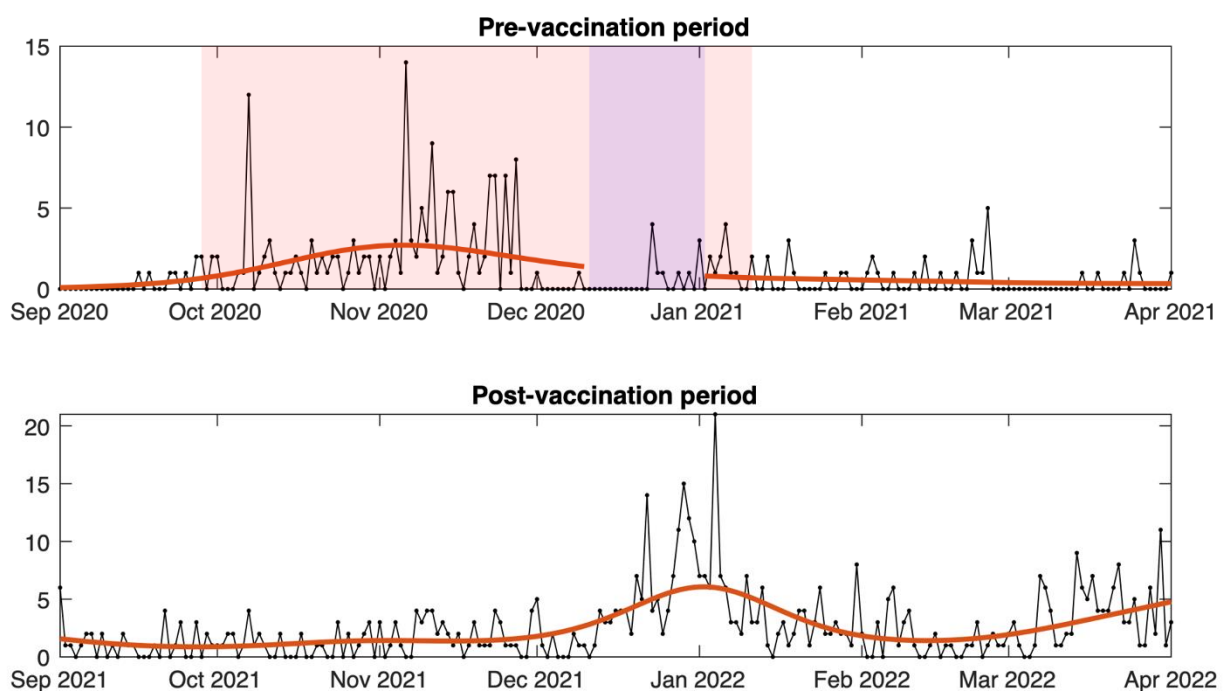 Pre-vaccination period
15
10
5
0
Sep 2020 Oct 2020 Nov 2020 Dec 2020 Jan 2021 Feb 2021 Mar 2021 Apr 2021
Post-vaccination period
20
15
10
5
0
Sep 2021 Oct 2021 Nov 2021 Dec 2021 Jan 2022 Feb 2022 Mar 2022 Apr 2022